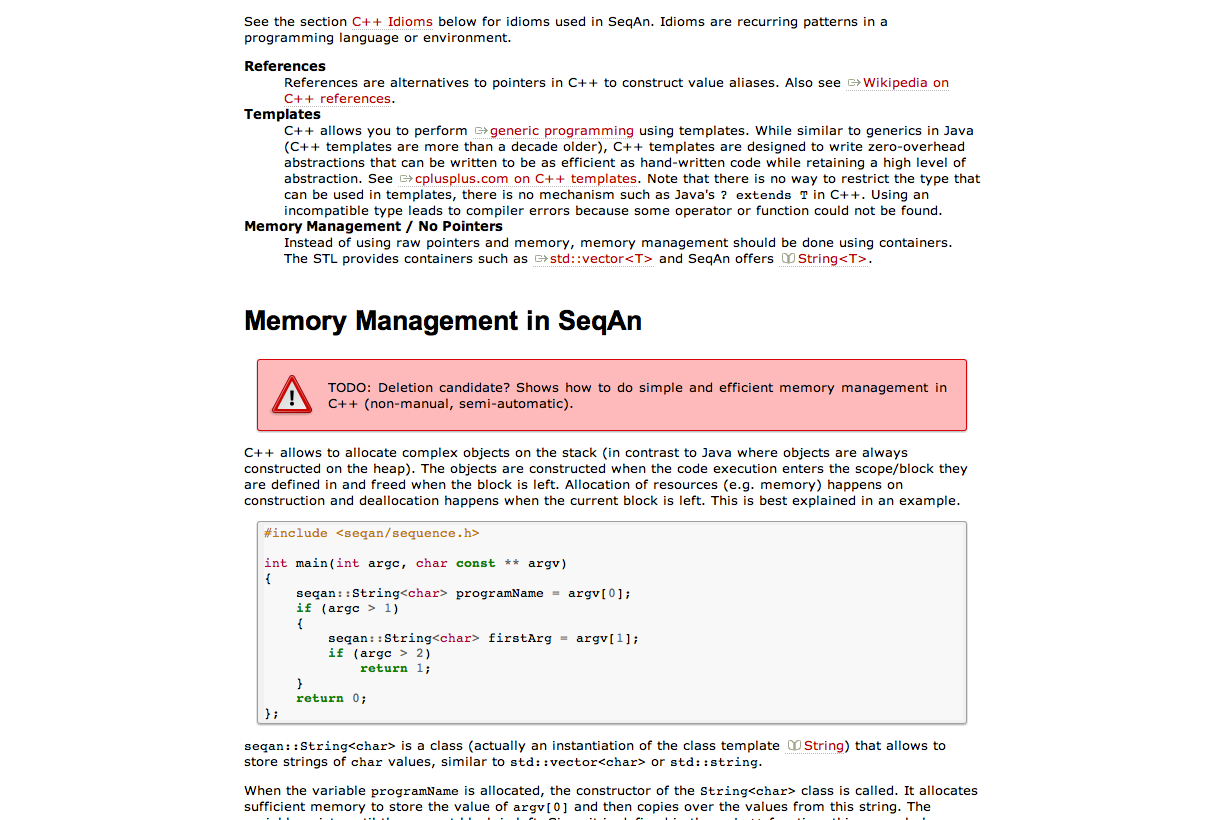 See the section C++ Idioms below for idioms used in SeqAn. Idioms are recurring patterns in a
programming language or environment.
References
References are alternatives to pointers in C++ to construct value aliases. Also see Wikipedia on
C++ references.
Templates
C++ allows you to perform generic programming using templates. While similar to generics in Java
(C++ templates are more than a decade older), C++ templates are designed to write zero-overhead
abstractions that can be written to be as efficient as hand-written code while retaining a high level of
abstraction. See cplusplus.com on C++ templates. Note that there is no way to restrict the type that
can be used in templates, there is no mechanism such as Java's ? extends T in C++. Using an
incompatible type leads to compiler errors because some operator or function could not be found.
Memory Management / No Pointers
Instead of using raw pointers and memory, memory management should be done using containers.
The STL provides containers such as std::vector<T> and SeqAn offers String<T>.
Memory Management in SeqAn
TODO: Deletion candidate? Shows how to do simple and efficient memory management in
C++ (non-manual, semi-automatic).
C++ allows to allocate complex objects on the stack (in contrast to Java where objects are always
constructed on the heap). The objects are constructed when the code execution enters the scope/block they
are defined in and freed when the block is left. Allocation of resources (e.g. memory) happens on
construction and deallocation happens when the current block is left. This is best explained in an example.
#include <seqan/sequence.h>
int main(int argc, char const ** argv)
{
    seqan::String<char> programName = argv[0];
    if (argc > 1)
    {
        seqan::String<char> firstArg = argv[1];
        if (argc > 2)
            return 1;
    }
    return 0;
};
seqan::String<char> is a class (actually an instantiation of the class template String) that allows to
store strings of char values, similar to std::vector<char> or std::string.
When the variable programName is allocated, the constructor of the String<char> class is called. It allocates
sufficient memory to store the value of argv[0] and then copies over the values from this string. The